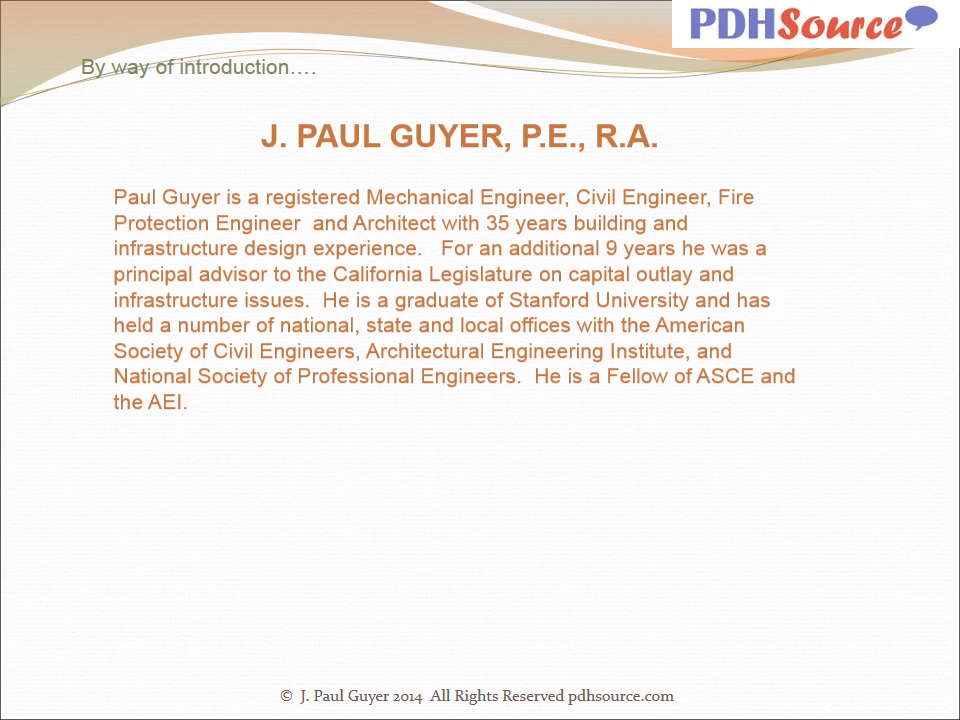 PDHSource
By way of introduction….
J. PAUL GUYER, P.E., R.A.
Paul Guyer is a registered Mechanical Engineer, Civil Engineer, Fire
Protection Engineer  and Architect with 35 years building and
infrastructure design experience.   For an additional 9 years he was a
principal advisor to the California Legislature on capital outlay and
infrastructure issues.  He is a graduate of Stanford University and has
held a number of national, state and local offices with the American
Society of Civil Engineers, Architectural Engineering Institute, and
National Society of Professional Engineers.  He is a Fellow of ASCE and
the AEI.
©  J. Paul Guyer 2014  All Rights Reserved pdhsource.com